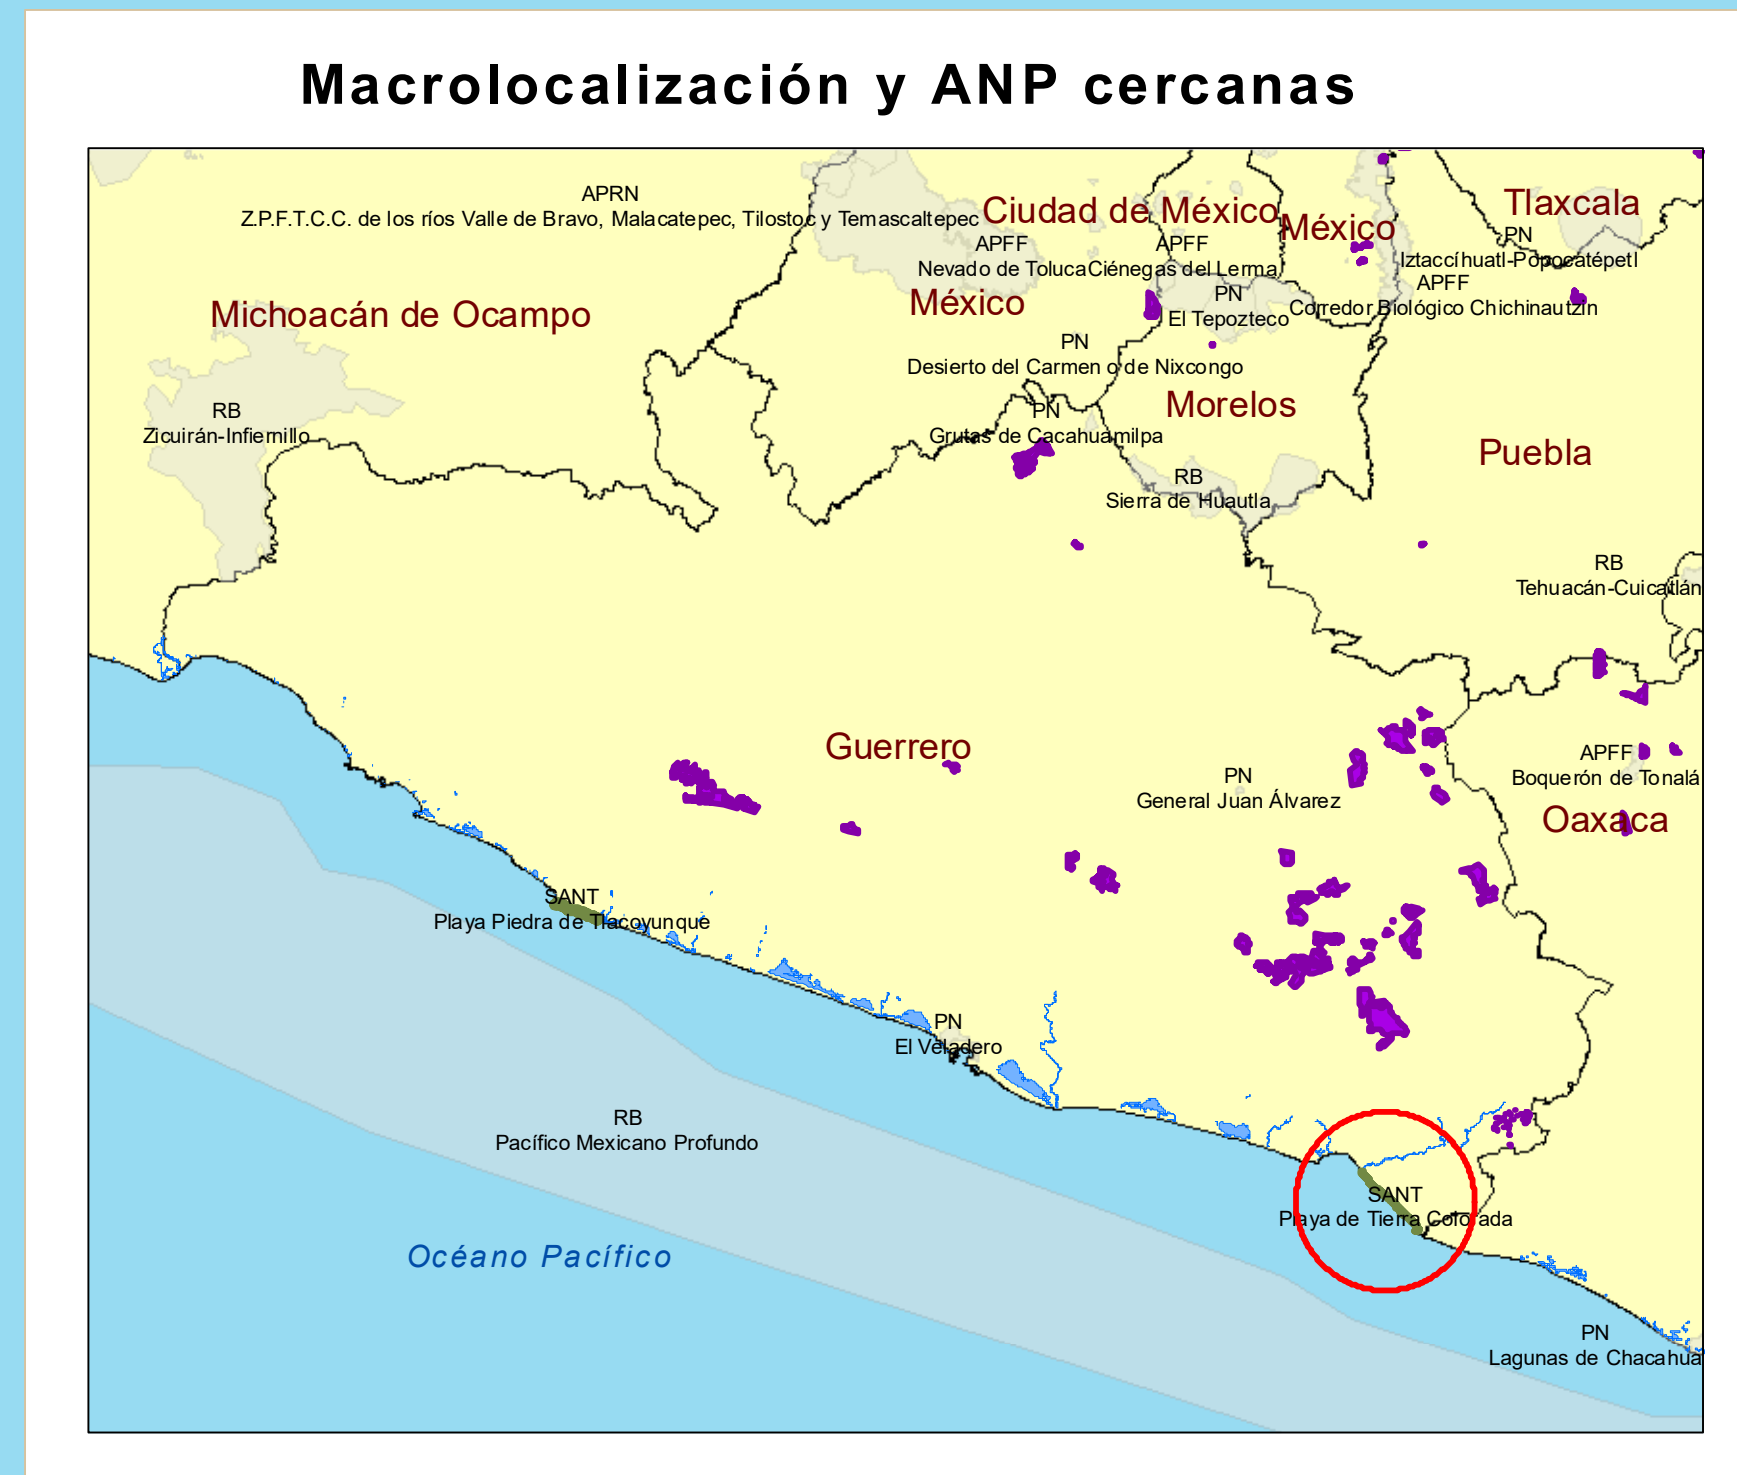 Macrolocalización y ANP cercanas
APRN
Z.P.F.T.C.C. de los ríos Valle de Bravo, Malacatepec, Tilostoc y Temascaltepec
Ciudad de México
México
Tlaxcala
PN
Iztaccíhuatl-Popocatépetl
APFF
Nevado de Toluca
APFF
Ciénegas del Lerma
APFF
Corredor Biológico Chichinautzin
PN
El Tepozteco
Michoacán de Ocampo
México
PN
Desierto del Carmen o de Nixcongo
Morelos
RB
Zicuirán-Infiernillo
PN
Grutas de Cacahuamilpa
Puebla
RB
Sierra de Huautla
RB
Tehuacán-Cuicatlán
Guerrero
PN
General Juan Álvarez
APFF
Boquerón de Tonalá
Oaxaca
SANT
Playa Piedra de Tlacoyunque
PN
El Veladero
RB
Pacífico Mexicano Profundo
SANT
Playa de Tierra Colorada
Océano Pacífico
PN
Lagunas de Chacahua